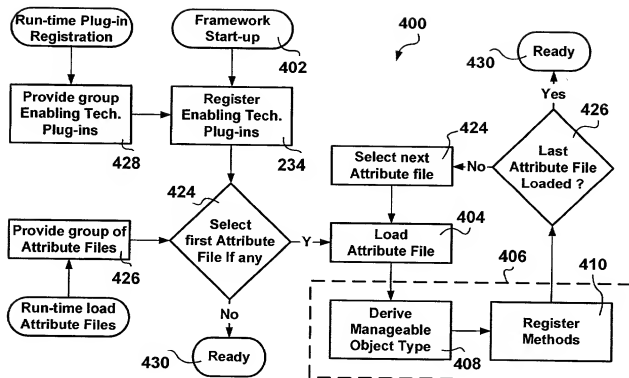 Run-time Plug-in
Registration
Framework
Start-up
402
400
Ready
430
Yes
Provide group
Enabling Tech.
Plug-ins
428
Register
Enabling Tech.
Plug-ins
234
424
Select next
Attribute file
No
426
Last
Attribute File
Loaded ?
424
Select
first Attribute
File If any
Y
No
Provide group of
Attribute Files
426
Run-time load
Attribute Files
404
Load
Attribute File
406
410
Derive
Manageable
Object Type
408
Register
Methods
430
Ready